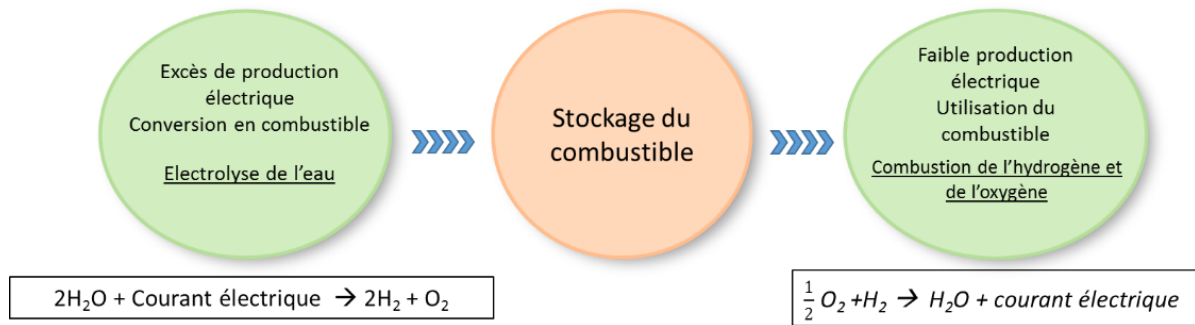 Excès de production
électrique
Conversion en combustible
Electrolyse de l'eau
Stockage du
combustible
Faible production
électrique
Utilisation du
combustible
Combustion de l'hydrogène et
de l'oxygène
2H₂O + Courant électrique → 2H₂ + O₂
½ O₂ +H₂ → H₂O + courant électrique